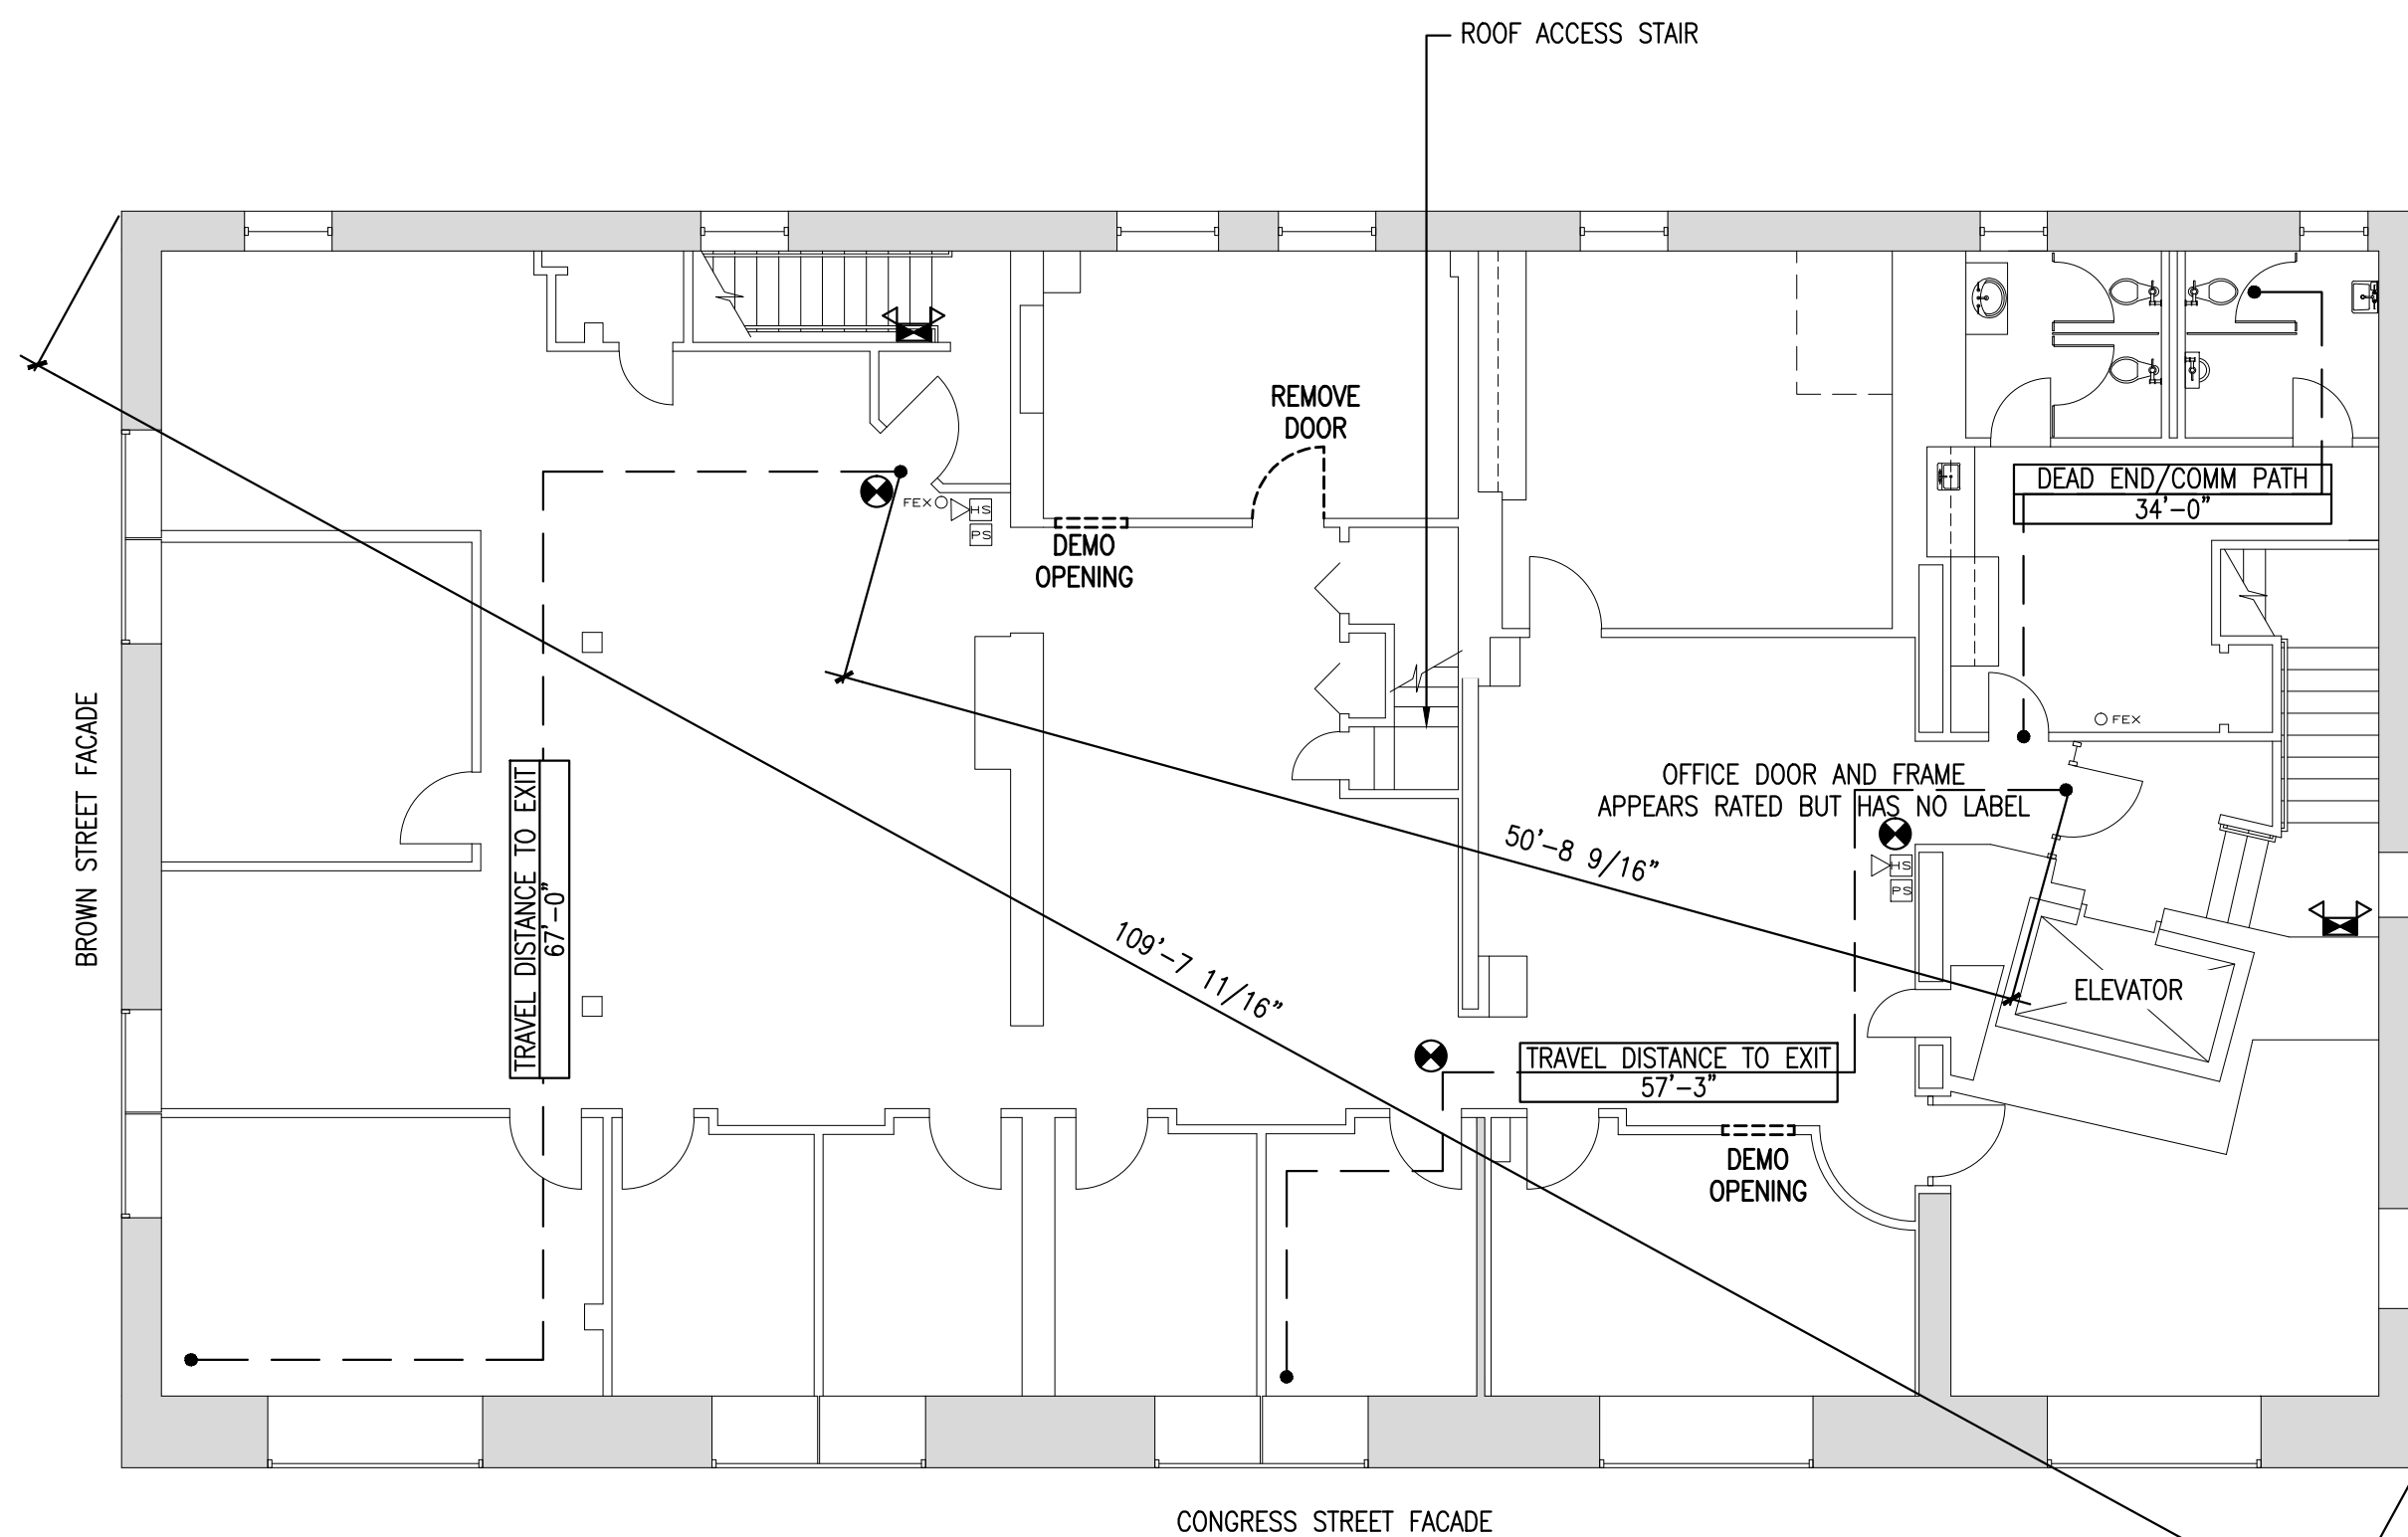 ROOF ACCESS STAIR
REMOVE
DOOR
DEAD END/COMM PATH
34'-0"
FEX
HS
PS
DEMO
OPENING
FEX
BROWN STREET FACADE
TRAVEL DISTANCE TO EXIT
67'-0"
OFFICE DOOR AND FRAME
APPEARS RATED BUT HAS NO LABEL
50'-8 9/16"
HS
PS
109'-7 11/16"
ELEVATOR
TRAVEL DISTANCE TO EXIT
57'-3"
DEMO
OPENING
CONGRESS STREET FACADE